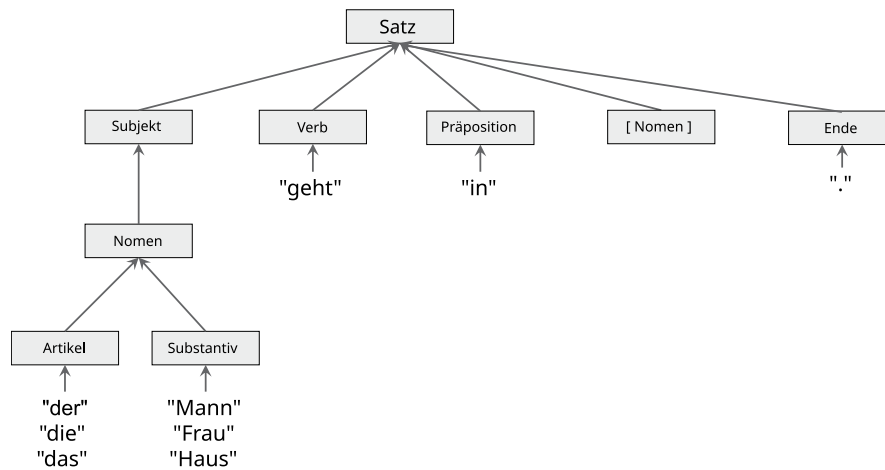 Satz
Subjekt
Verb
Präposition
[ Nomen ]
Ende
"geht"
"in"
"."
Nomen
Artikel
Substantiv
"der"
"die"
"das"
"Mann"
"Frau"
"Haus"